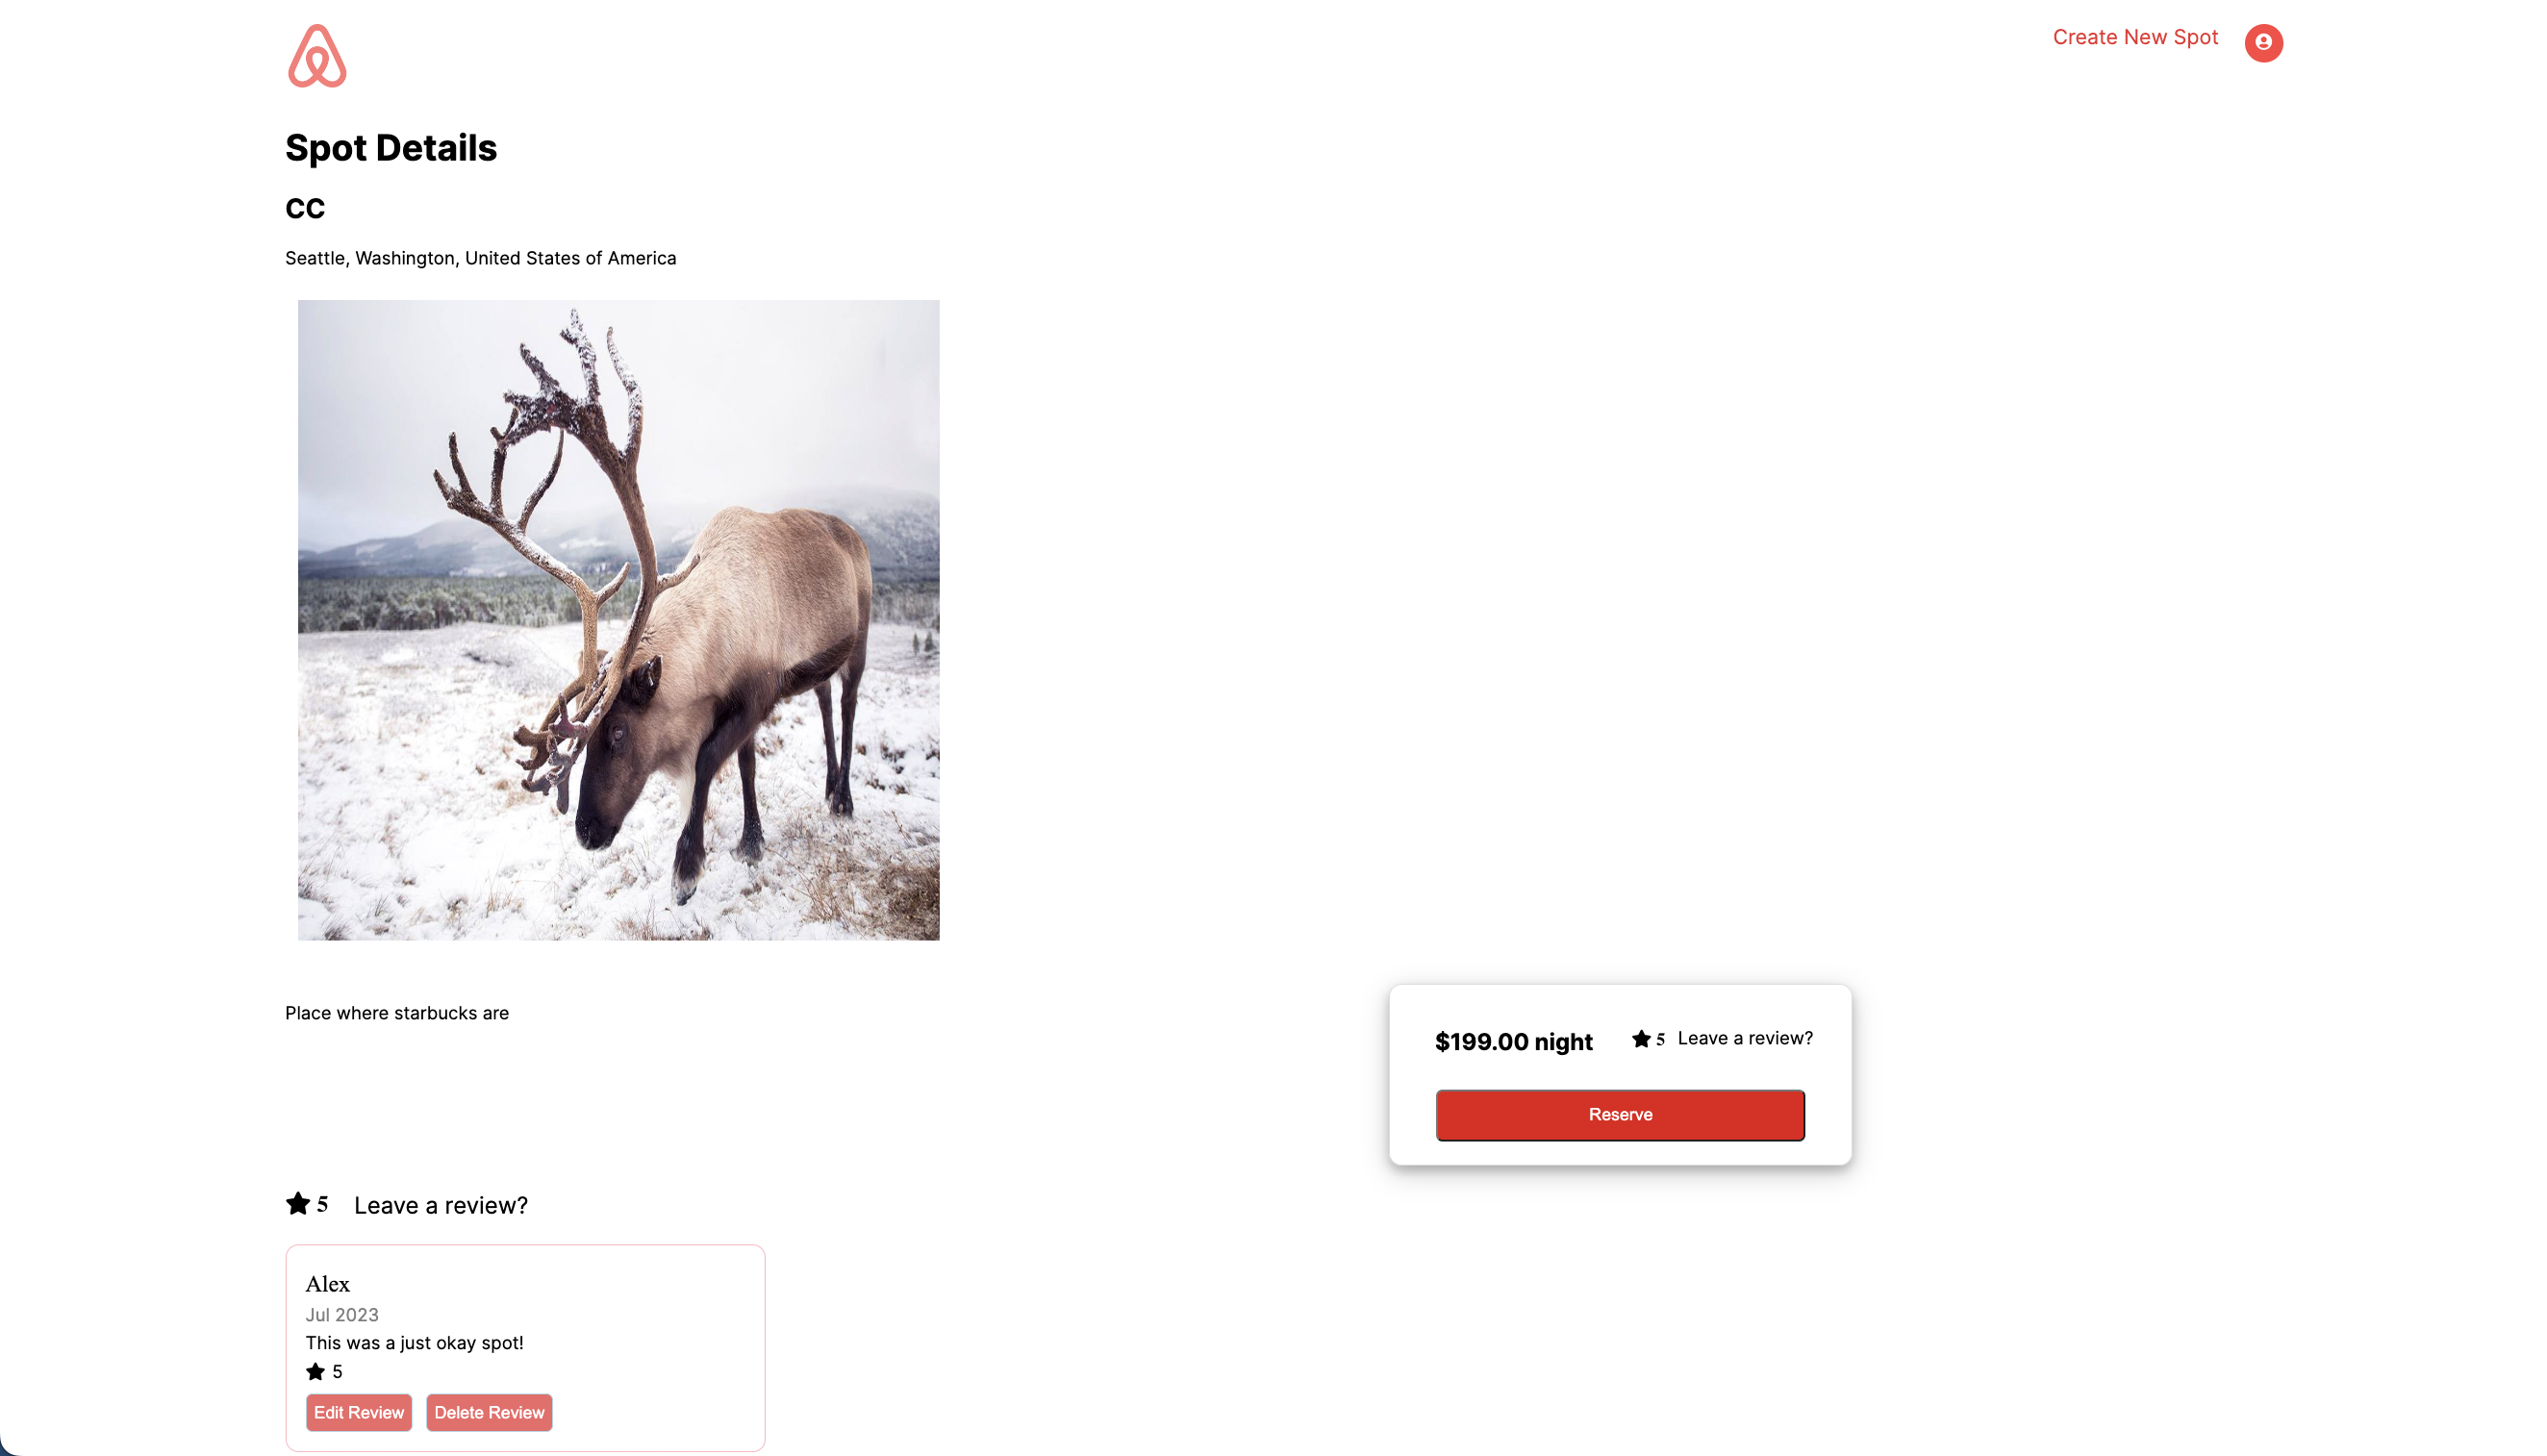 Create New Spot
Spot Details
CC
Seattle, Washington, United States of America
Place where starbucks are
$199.00 night 5 Leave a review?
Reserve
5 Leave a review?
Alex
Jul 2023
This was a just okay spot!
5
Edit Review Delete Review